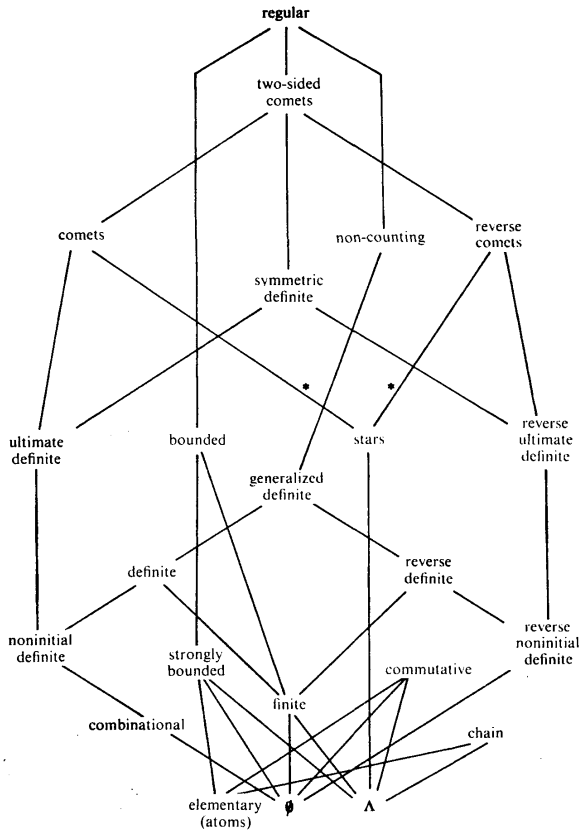 regular
two-sided
comets
comets
non-counting
reverse
comets
symmetric
definite
*
*
ultimate
definite
bounded
stars
reverse
ultimate
definite
generalized
definite
definite
reverse
definite
noninitial
definite
strongly
bounded
commutative
reverse
noninitial
definite
finite
combinational
chain
elementary
(atoms)
ø
Λ